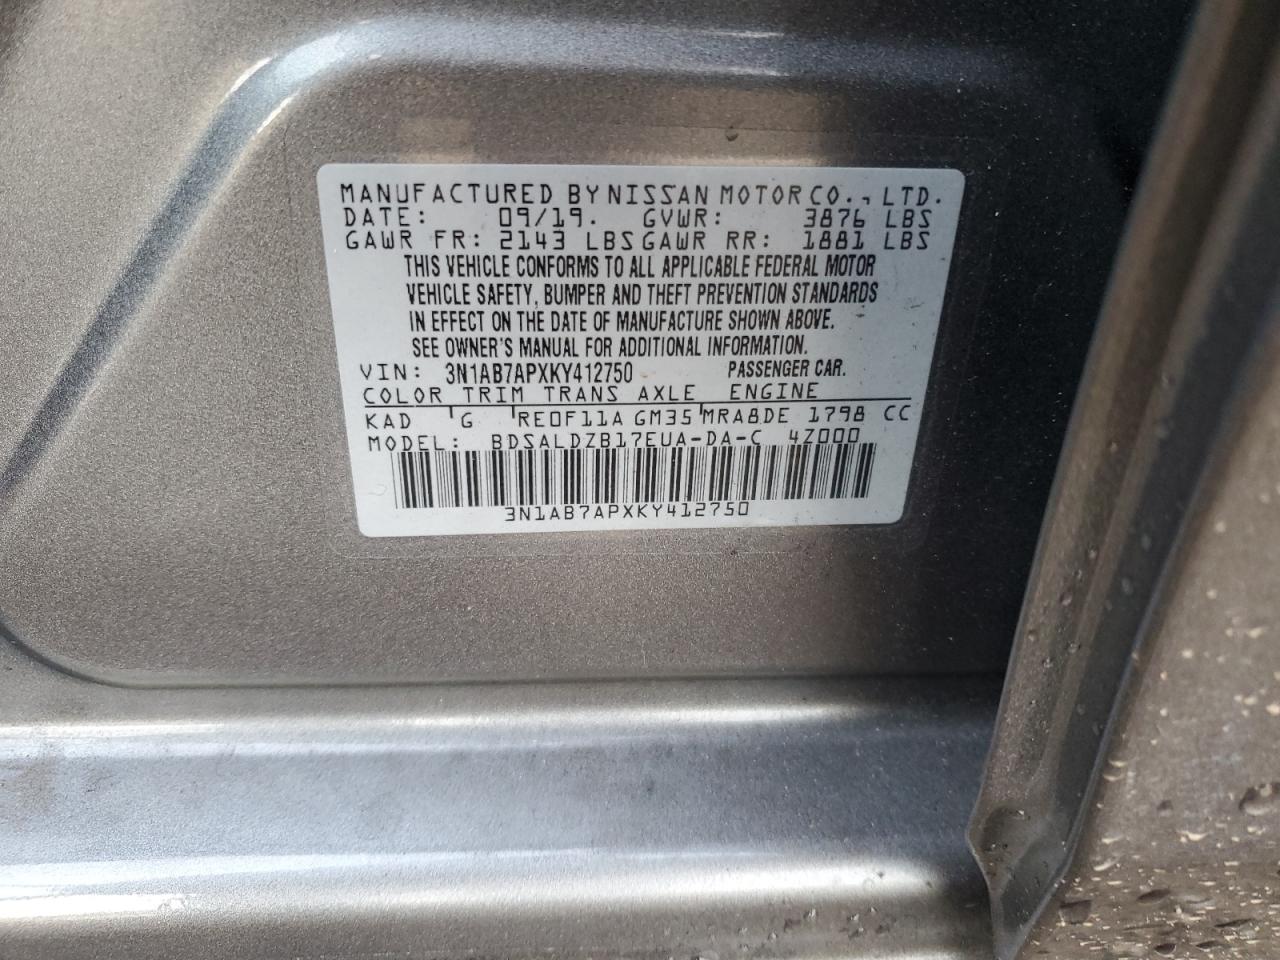 MANUFACTURED BY NISSAN MOTOR CO., LTD.
DATE: 09/19. GVWR: 3876 LBS
GAWR FR: 2143 LBS GAWR RR: 1881 LBS
THIS VEHICLE CONFORMS TO ALL APPLICABLE FEDERAL MOTOR
VEHICLE SAFETY, BUMPER AND THEFT PREVENTION STANDARDS
IN EFFECT ON THE DATE OF MANUFACTURE SHOWN ABOVE.
SEE OWNER'S MANUAL FOR ADDITIONAL INFORMATION.
VIN: 3N1AB7APXKY412750 PASSENGER CAR.
COLOR TRIM TRANS AXLE ENGINE
KAD G RE0F11A GM35 MRA8DE 1798 CC
MODEL: BDSALDZB17EUA-DA-C 4Z000
3N1AB7APXKY412750